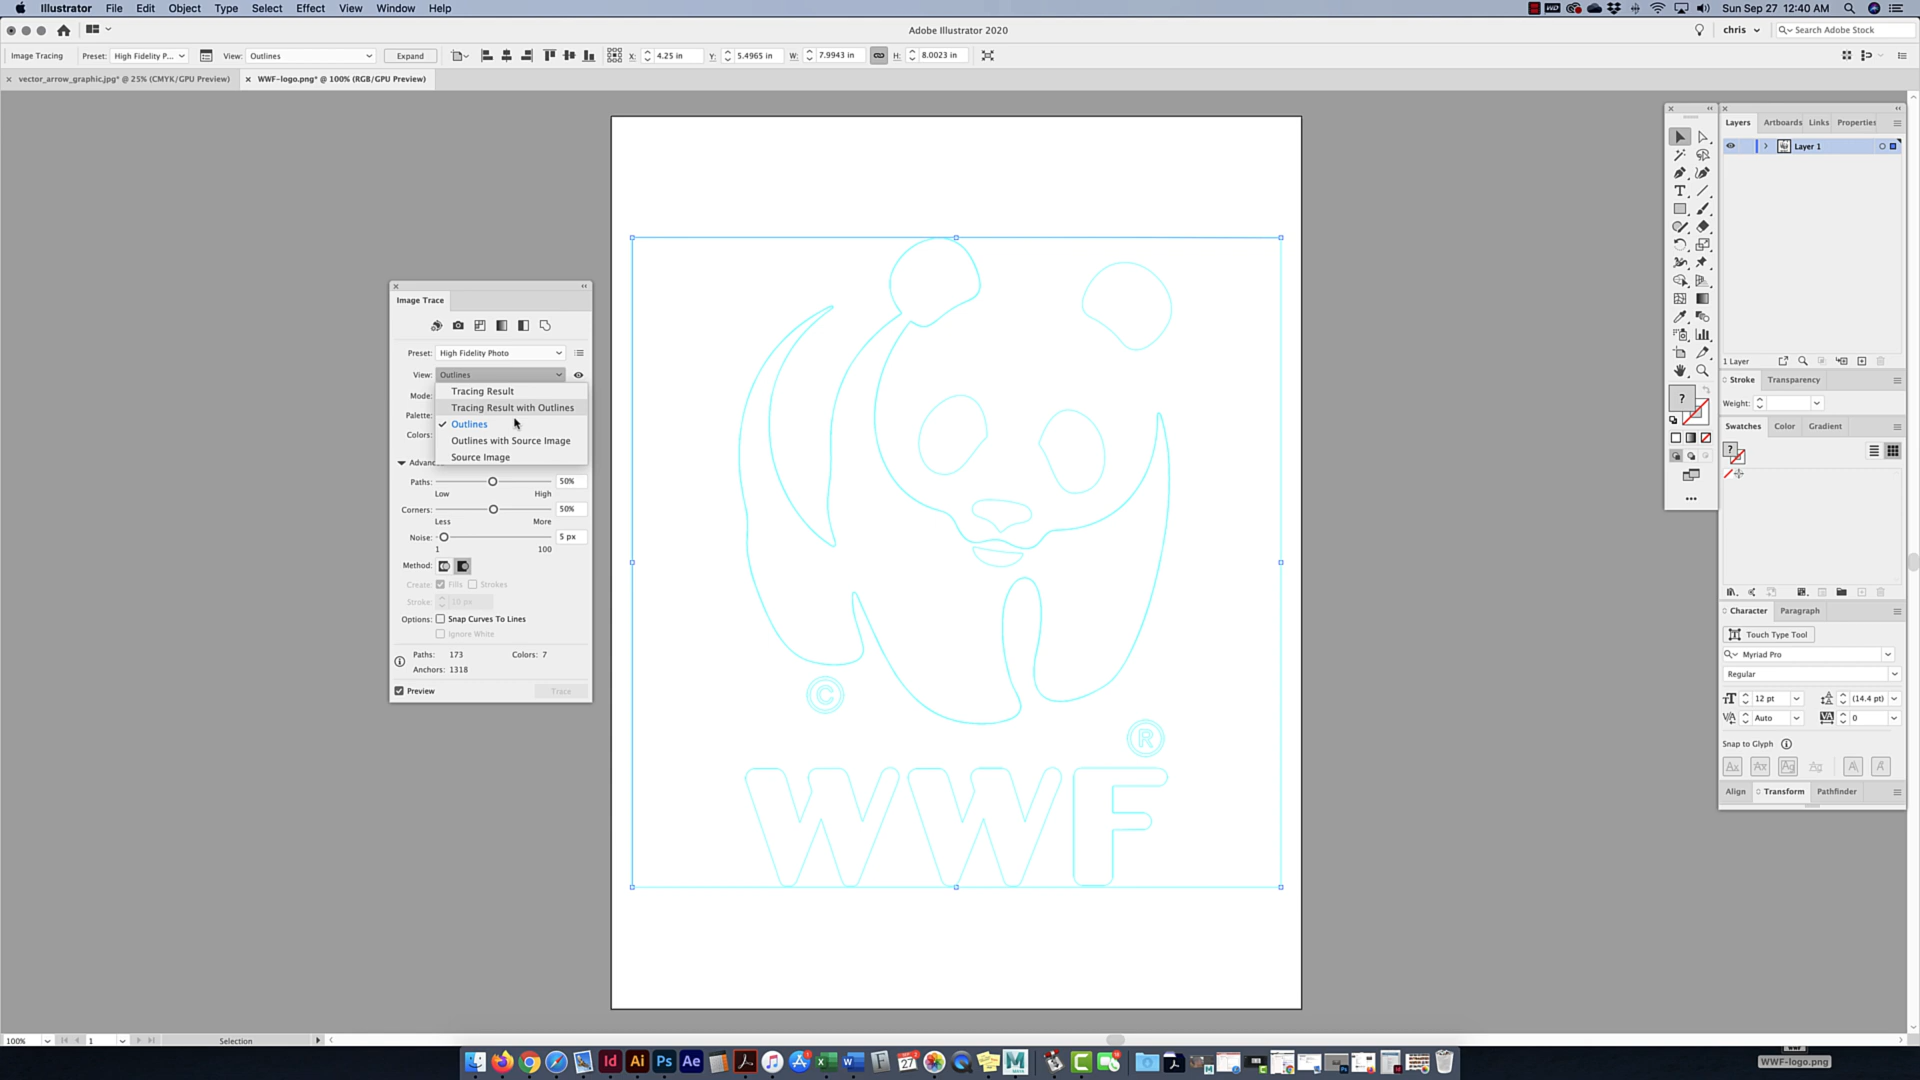 Illustrator File Edit Object Type Select Effect View Window Help Sun Sep 27 12:40 AM
Adobe Illustrator 2020 chris Search Adobe Stock
Image Tracing Preset: High Fidelity P... View: Outlines Expand X: 4.25 in Y: 5.4965 in W: 7.9943 in H: 8.0023 in
× vector_arrow_graphic.jpg* @ 25% (CMYK/GPU Preview) × WWF-logo.png* @ 100% (RGB/GPU Preview)
Layers Artboards Links Properties
Layer 1
1 Layer
Stroke Transparency
Weight:
Swatches Color Gradient
Character Paragraph
Touch Type Tool
Myriad Pro
Regular
12 pt (14.4 pt)
Auto 0
Snap to Glyph
Align Transform Pathfinder
Image Trace
Preset: High Fidelity Photo
View: Outlines
Mode:
Palette:
Colors:
Tracing Result
Tracing Result with Outlines
Outlines
Outlines with Source Image
Source Image
Paths: 50%
Low High
Corners: 50%
Less More
Noise: 5 px
1 100
Method:
Create: Fills Strokes
Stroke: 10 px
Options: Snap Curves To Lines
Ignore White
Paths: 173 Colors: 7
Anchors: 1318
Preview Trace
©
®
WWF
100% 1 Selection
Id Ai Ps Ae
WWF-logo.png